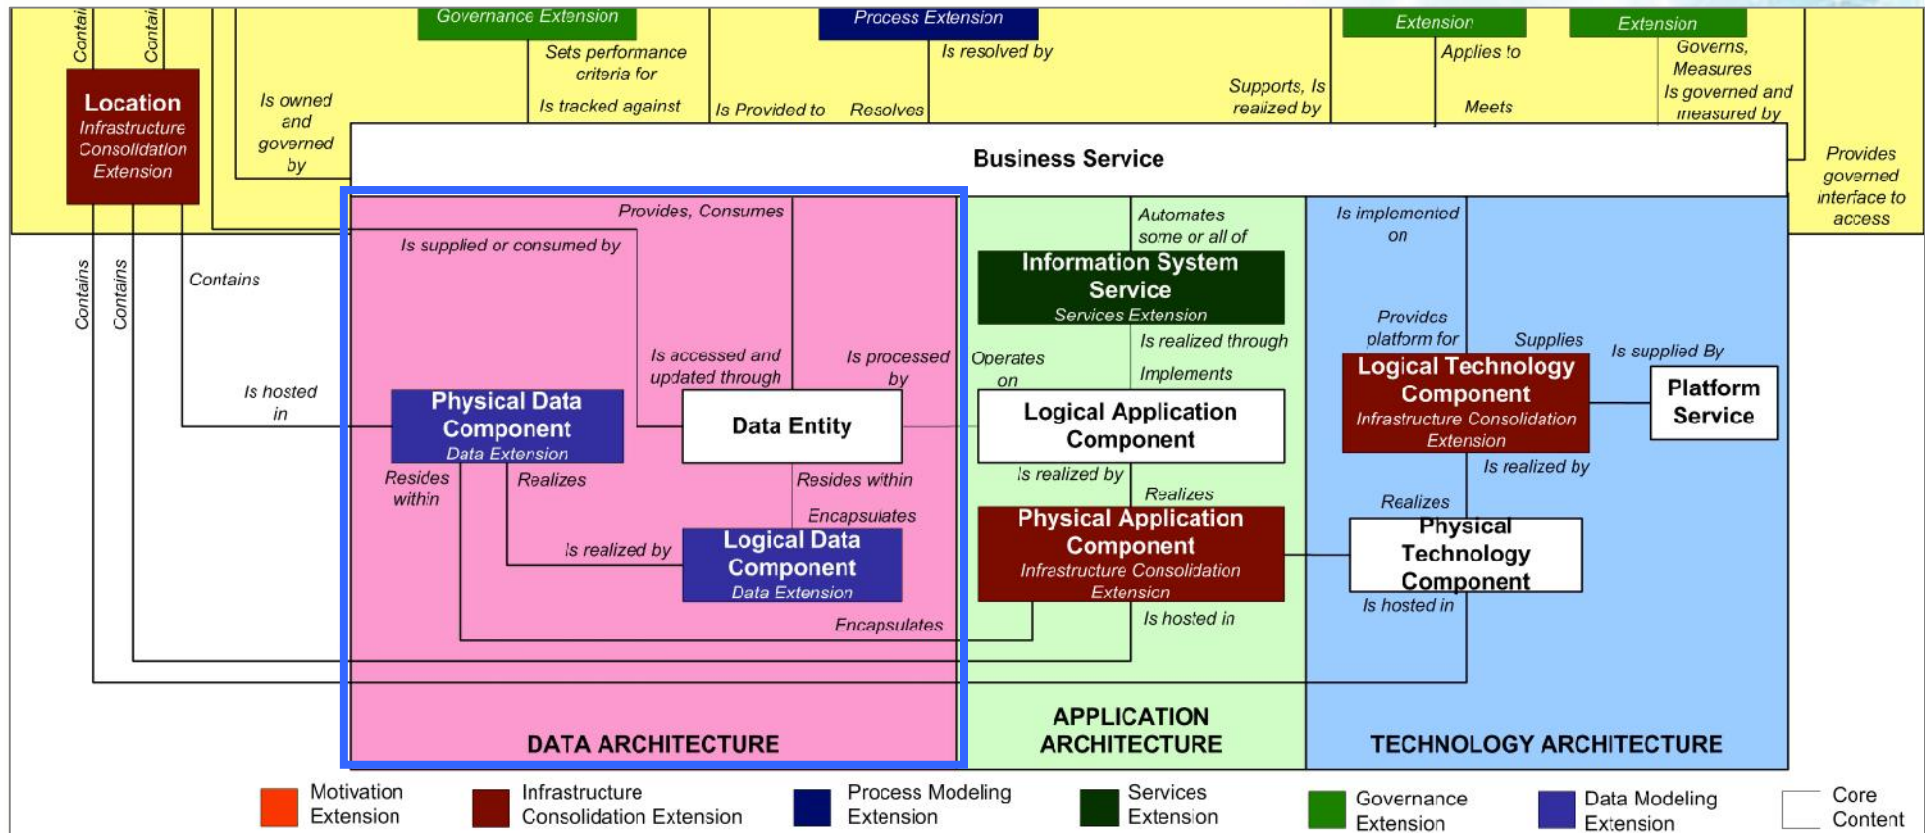 Contains
Contains
Governance Extension
Process Extension
Extension
Extension
Sets performance
criteria for
Is tracked against
Is Provided to
Is resolved by
Resolves
Supports, Is
realized by
Applies to
Meets
Governs,
Measures
Is governed and
measured by
Location
Infrastructure
Consolidation
Extension
Is owned
and
governed
by
Business Service
Provides
governed
interface to
access
Contains
Contains
Contains
Is hosted
in
Provides, Consumes
Is supplied or consumed by
Is accessed and
updated through
Is processed
by
Physical Data
Component
Data Extension
Data Entity
Resides
within
Realizes
Resides within
Encapsulates
Is realized by
Logical Data
Component
Data Extension
Encapsulates
DATA ARCHITECTURE
Automates
some or all of
Information System
Service
Services Extension
Is realized through
Operates
on
Implements
Logical Application
Component
Is realized by
Realizes
Physical Application
Component
Infrastructure Consolidation
Extension
Is hosted in
APPLICATION
ARCHITECTURE
Is implemented
on
Provides
platform for
Supplies
Is supplied By
Logical Technology
Component
Infrastructure Consolidation
Extension
Platform
Service
Is realized by
Realizes
Physical
Technology
Component
Is hosted in
TECHNOLOGY ARCHITECTURE
Motivation
Extension
Infrastructure
Consolidation Extension
Process Modeling
Extension
Services
Extension
Governance
Extension
Data Modeling
Extension
Core
Content